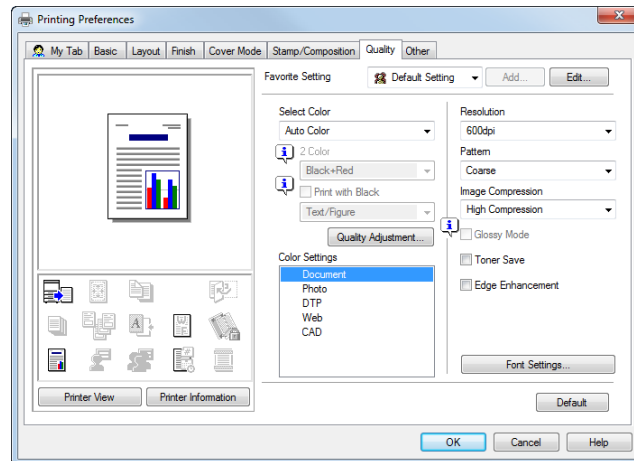 Printing Preferences
My Tab Basic Layout Finish Cover Mode Stamp/Composition Quality Other
Favorite Setting Default Setting Add... Edit...
Select Color
Auto Color
2 Color
Black+Red
Print with Black
Text/Figure
Quality Adjustment...
Color Settings
Document
Photo
DTP
Web
CAD
Resolution
600dpi
Pattern
Coarse
Image Compression
High Compression
Glossy Mode
Toner Save
Edge Enhancement
Font Settings...
Printer View Printer Information
Default
OK Cancel Help